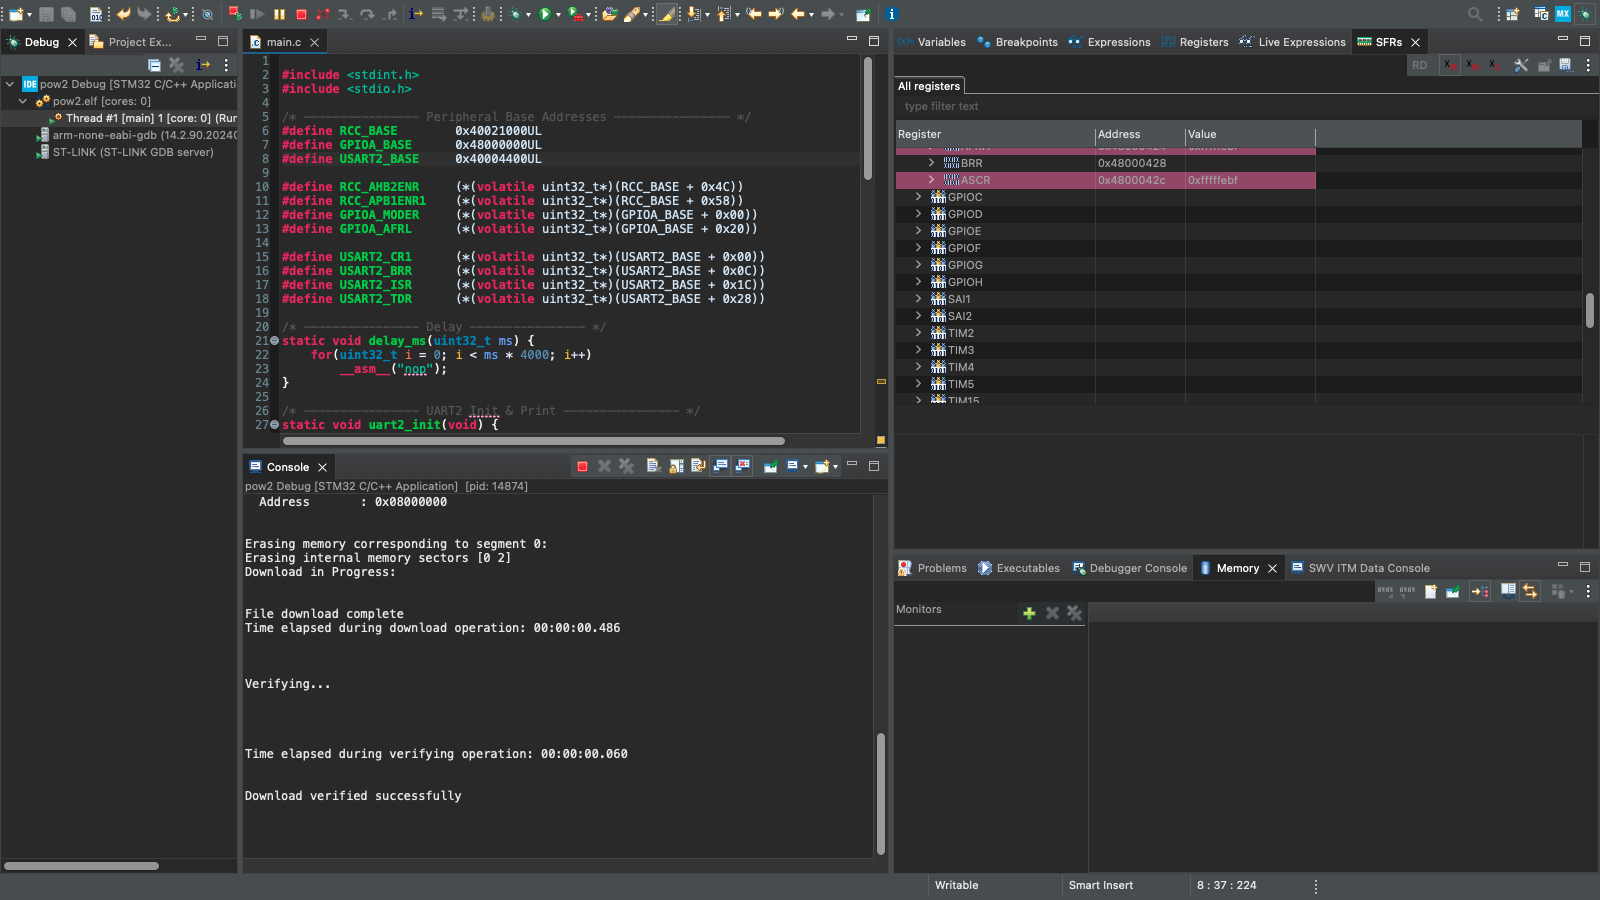 Debug
Project Ex...
pow2 Debug [STM32 C/C++ Applicati
pow2.elf [cores: 0]
Thread #1 [main] 1 [core: 0] (Run
arm-none-eabi-gdb (14.2.90.20240
ST-LINK (ST-LINK GDB server)
main.c
1
2 #include <stdint.h>
3 #include <stdio.h>
4
5 /* ---------------- Peripheral Base Addresses ---------------- */
6 #define RCC_BASE        0x40021000UL
7 #define GPIOA_BASE      0x48000000UL
8 #define USART2_BASE     0x40004400UL
9
10 #define RCC_AHB2ENR     (*(volatile uint32_t*)(RCC_BASE + 0x4C))
11 #define RCC_APB1ENR1    (*(volatile uint32_t*)(RCC_BASE + 0x58))
12 #define GPIOA_MODER     (*(volatile uint32_t*)(GPIOA_BASE + 0x00))
13 #define GPIOA_AFRL      (*(volatile uint32_t*)(GPIOA_BASE + 0x20))
14
15 #define USART2_CR1      (*(volatile uint32_t*)(USART2_BASE + 0x00))
16 #define USART2_BRR      (*(volatile uint32_t*)(USART2_BASE + 0x0C))
17 #define USART2_ISR      (*(volatile uint32_t*)(USART2_BASE + 0x1C))
18 #define USART2_TDR      (*(volatile uint32_t*)(USART2_BASE + 0x28))
19
20 /* ---------------- Delay ---------------- */
21 static void delay_ms(uint32_t ms) {
22     for(uint32_t i = 0; i < ms * 4000; i++)
23         __asm__("nop");
24 }
25
26 /* ---------------- UART2 Init & Print ---------------- */
27 static void uart2_init(void) {
Console
pow2 Debug [STM32 C/C++ Application] [pid: 14874]
Address       : 0x08000000
Erasing memory corresponding to segment 0:
Erasing internal memory sectors [0 2]
Download in Progress:
File download complete
Time elapsed during download operation: 00:00:00.486
Verifying...
Time elapsed during verifying operation: 00:00:00.060
Download verified successfully
Variables
Breakpoints
Expressions
Registers
Live Expressions
SFRs
RD
All registers
type filter text
Register Address Value
BRR 0x48000428
ASCR 0x4800042c 0xfffffebf
GPIOC
GPIOD
GPIOE
GPIOF
GPIOG
GPIOH
SAI1
SAI2
TIM2
TIM3
TIM4
TIM5
TIM15
Problems
Executables
Debugger Console
Memory
SWV ITM Data Console
Monitors
Writable
Smart Insert
8 : 37 : 224
IDE
MX